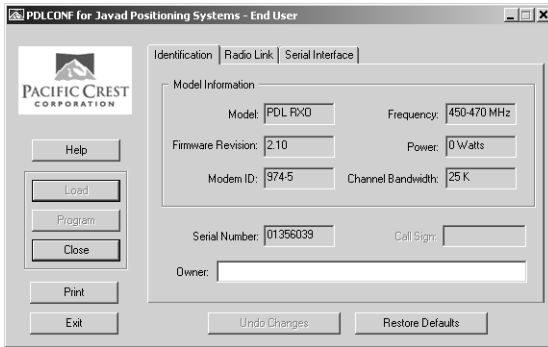 PDLCONF for Javad Positioning Systems - End User
PACIFIC CREST
CORPORATION
Help
Load
Program
Close
Print
Exit
Identification Radio Link Serial Interface
Model Information
Model: PDL RXO Frequency: 450-470 MHz
Firmware Revision: 2.10 Power: 0 Watts
Modem ID: 974-5 Channel Bandwidth: 25 K
Serial Number: 01356039 Call Sign:
Owner:
Undo Changes Restore Defaults